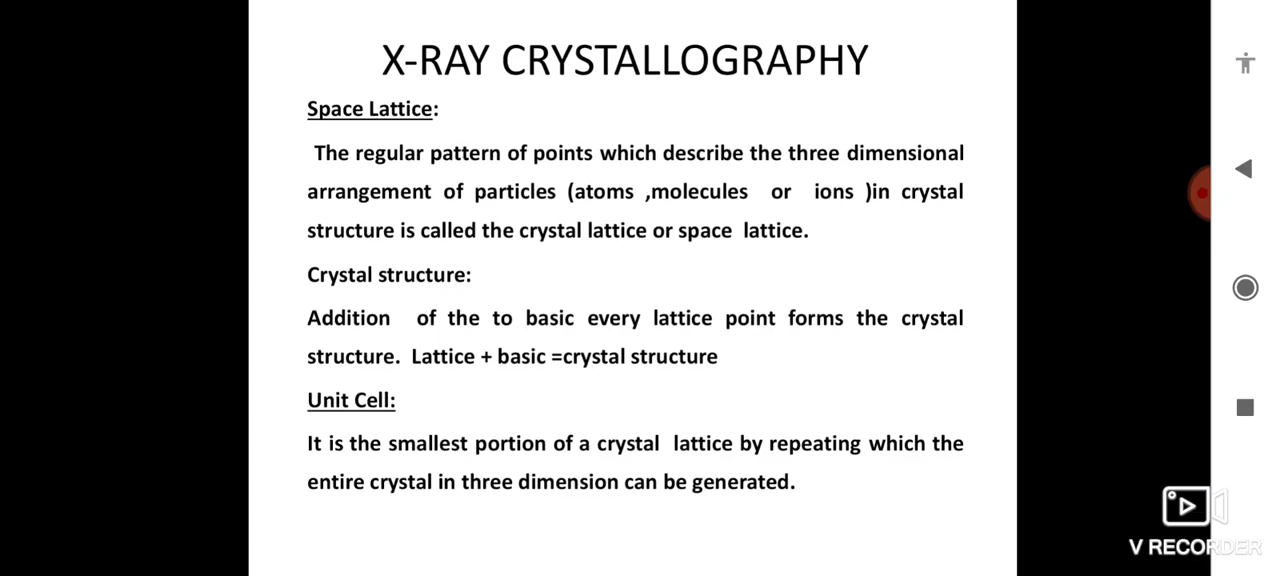 X-RAY CRYSTALLOGRAPHY
Space Lattice:
The regular pattern of points which describe the three dimensional
arrangement of particles (atoms ,molecules or ions )in crystal
structure is called the crystal lattice or space lattice.
Crystal structure:
Addition of the to basic every lattice point forms the crystal
structure. Lattice + basic =crystal structure
Unit Cell:
It is the smallest portion of a crystal lattice by repeating which the
entire crystal in three dimension can be generated.
V RECORDER